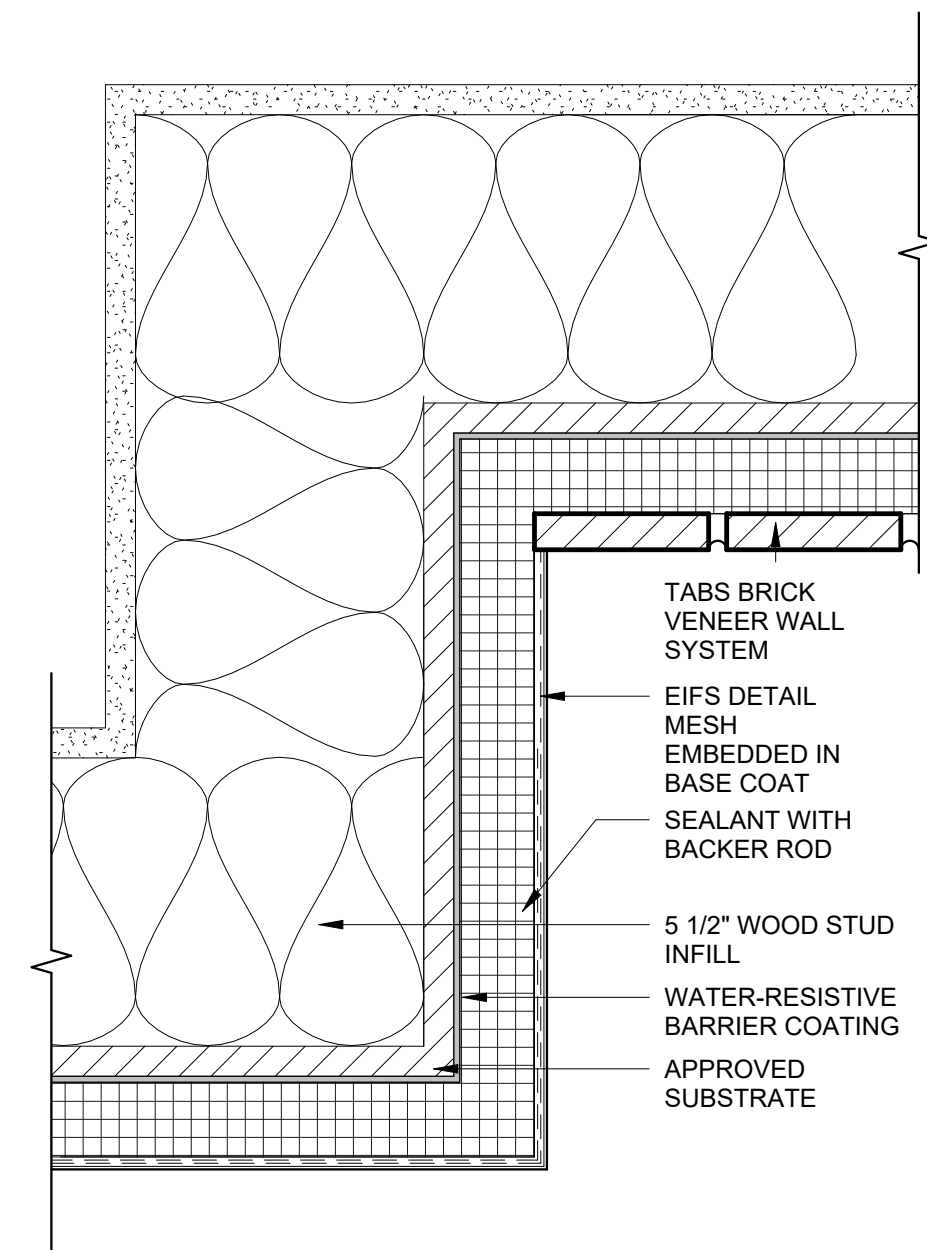 TABS BRICK
VENEER WALL
SYSTEM
EIFS DETAIL
MESH
EMBEDDED IN
BASE COAT
SEALANT WITH
BACKER ROD
5 1/2" WOOD STUD
INFILL
WATER-RESISTIVE
BARRIER COATING
APPROVED
SUBSTRATE